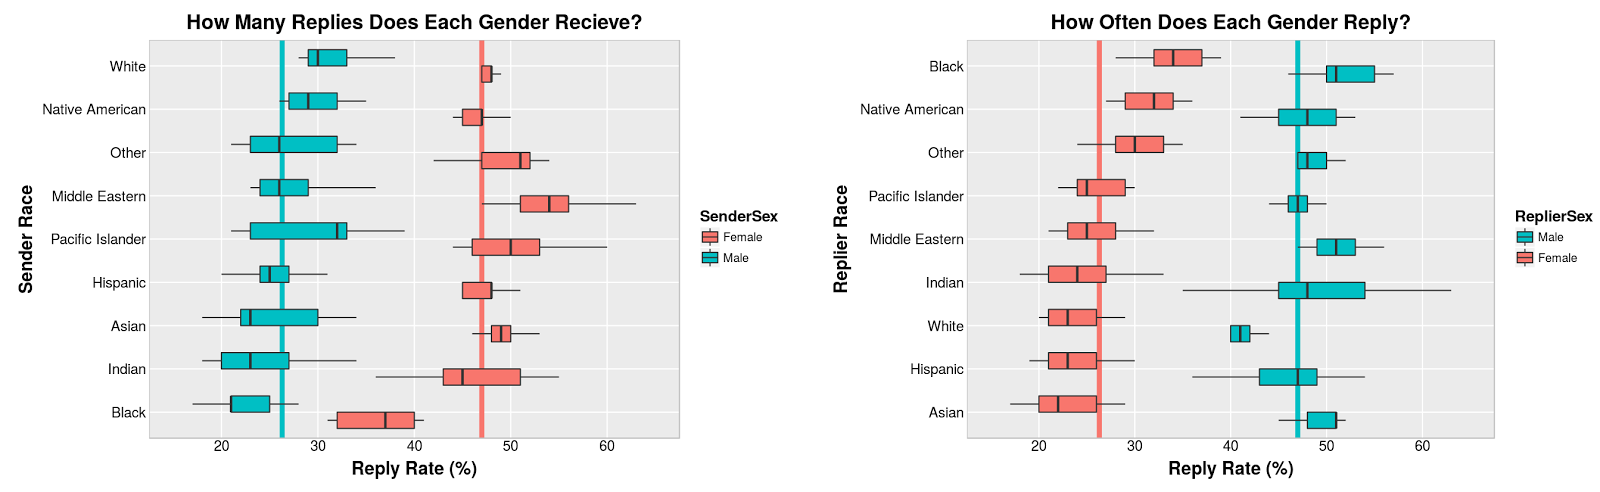 How Many Replies Does Each Gender Recieve?
White
Native American
Other
Middle Eastern
Pacific Islander
Hispanic
Asian
Indian
Black
Sender Race
20 30 40 50 60
Reply Rate (%)
SenderSex
Female
Male
How Often Does Each Gender Reply?
Black
Native American
Other
Pacific Islander
Middle Eastern
Indian
White
Hispanic
Asian
Replier Race
20 30 40 50 60
Reply Rate (%)
ReplierSex
Male
Female